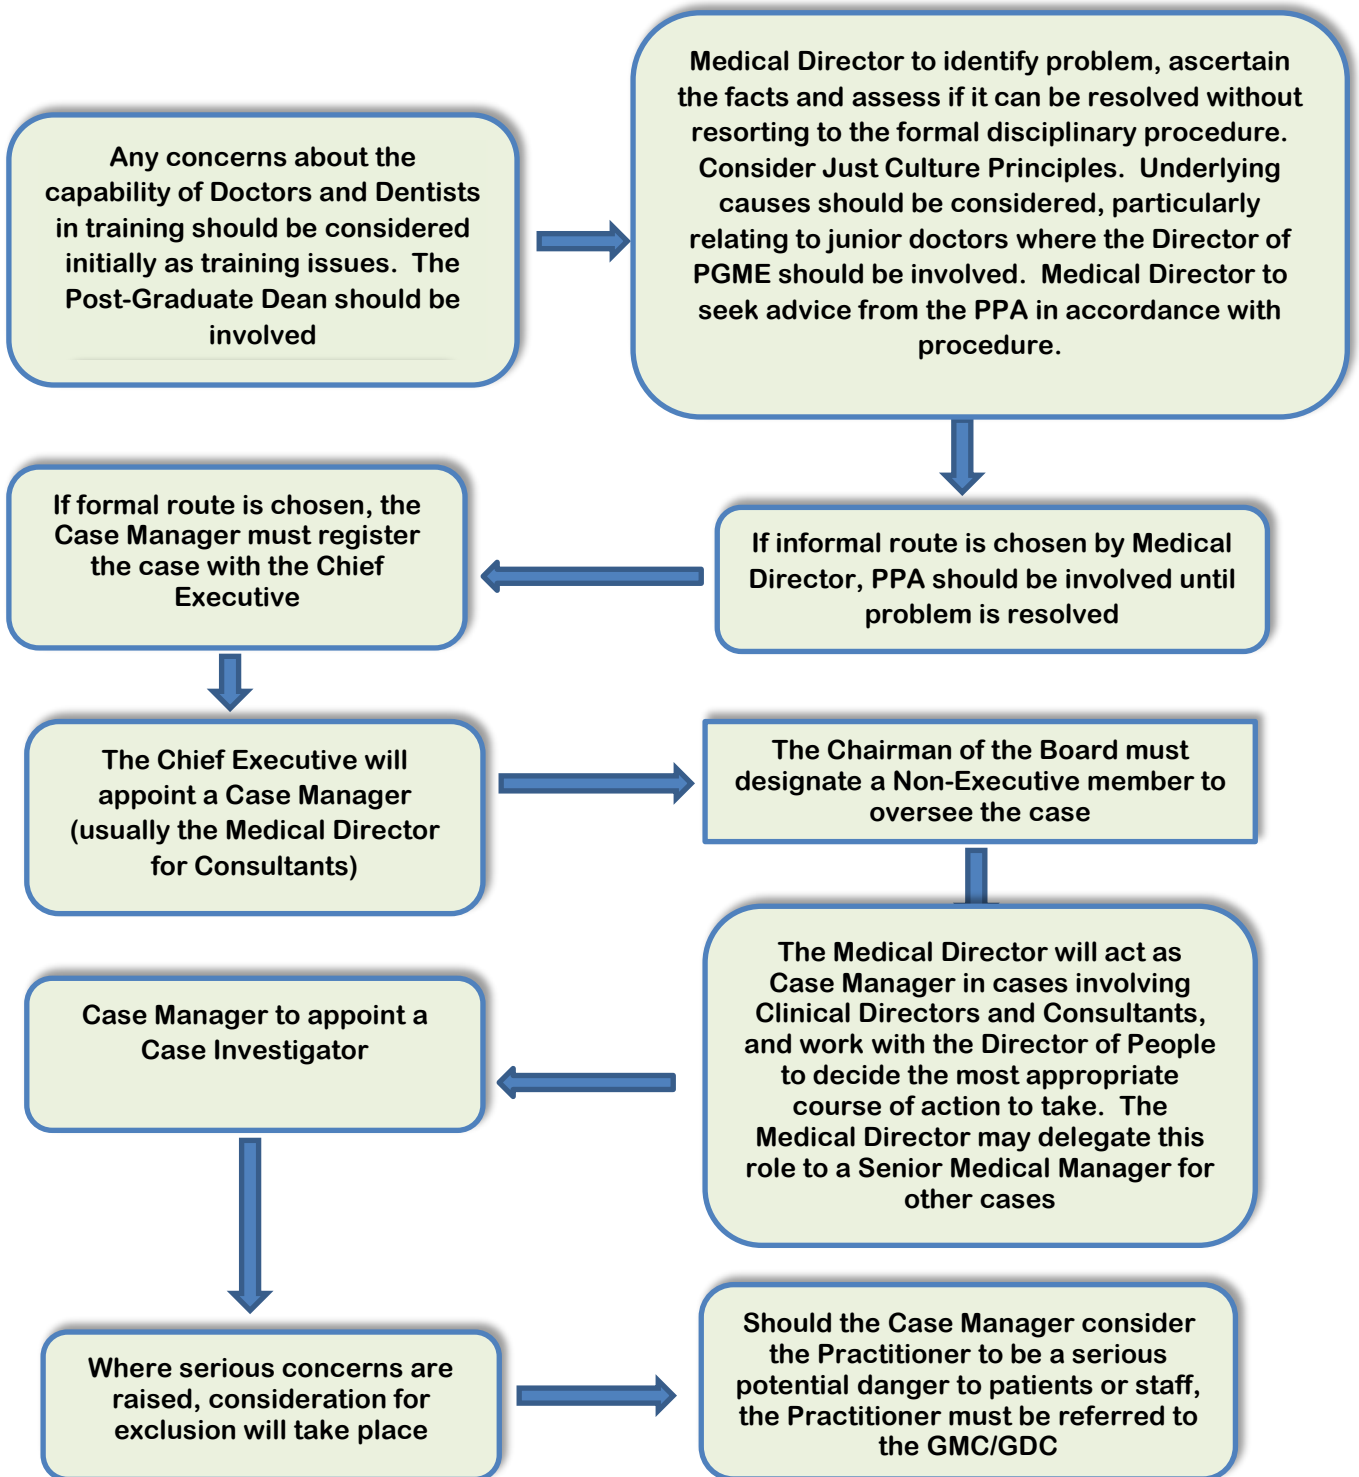 Any concerns about the
capability of Doctors and Dentists
in training should be considered
initially as training issues.  The
Post-Graduate Dean should be
involved
Medical Director to identify problem, ascertain
the facts and assess if it can be resolved without
resorting to the formal disciplinary procedure.
Consider Just Culture Principles.  Underlying
causes should be considered, particularly
relating to junior doctors where the Director of
PGME should be involved.  Medical Director to
seek advice from the PPA in accordance with
procedure.
If informal route is chosen by Medical
Director, PPA should be involved until
problem is resolved
If formal route is chosen, the
Case Manager must register
the case with the Chief
Executive
The Chief Executive will
appoint a Case Manager
(usually the Medical Director
for Consultants)
The Chairman of the Board must
designate a Non-Executive member to
oversee the case
The Medical Director will act as
Case Manager in cases involving
Clinical Directors and Consultants,
and work with the Director of People
to decide the most appropriate
course of action to take.  The
Medical Director may delegate this
role to a Senior Medical Manager for
other cases
Case Manager to appoint a
Case Investigator
Where serious concerns are
raised, consideration for
exclusion will take place
Should the Case Manager consider
the Practitioner to be a serious
potential danger to patients or staff,
the Practitioner must be referred to
the GMC/GDC